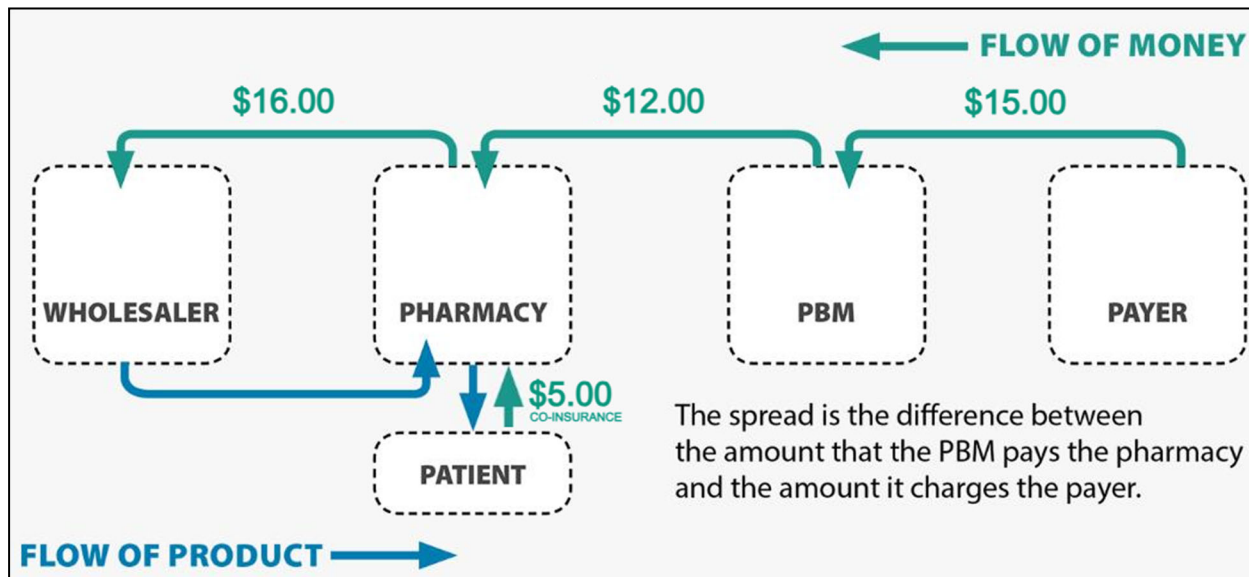 FLOW OF MONEY
$16.00
$12.00
$15.00
WHOLESALER
PHARMACY
PBM
PAYER
$5.00
CO-INSURANCE
PATIENT
The spread is the difference between
the amount that the PBM pays the pharmacy
and the amount it charges the payer.
FLOW OF PRODUCT